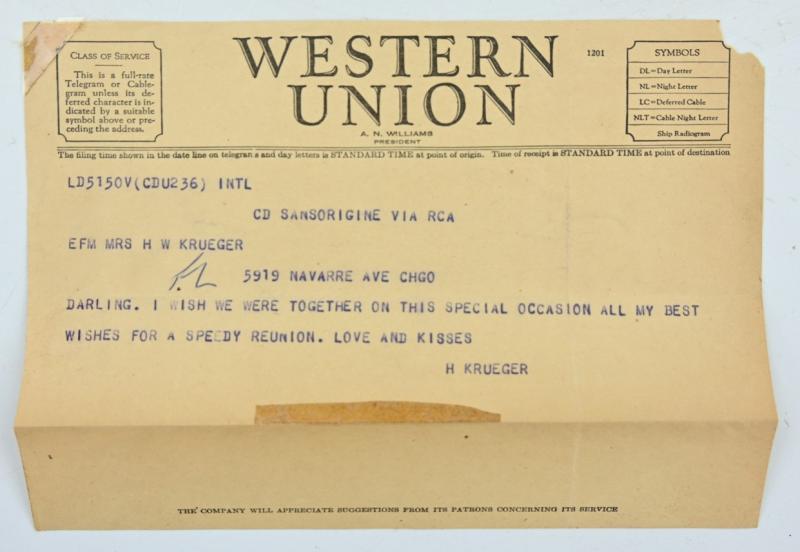 CLASS OF SERVICE
This is a full-rate
Telegram or Cable-
gram unless its de-
ferred character is in-
dicated by a suitable
symbol above or pre-
ceding the address.
WESTERN
UNION
A. N. WILLIAMS
PRESIDENT
1201
SYMBOLS
DL=Day Letter
NL=Night Letter
LC=Deferred Cable
NLT=Cable Night Letter
Ship Radiogram
The filing time shown in the date line on telegrams and day letters is STANDARD TIME at point of origin. Time of receipt is STANDARD TIME at point of destination
LD5150V(CDU236) INTL
CD SANSORIGINE VIA RCA
EFM MRS H W KRUEGER
5919 NAVARRE AVE CHGO
DARLING. I WISH WE WERE TOGETHER ON THIS SPECIAL OCCASION ALL MY BEST
WISHES FOR A SPEEDY REUNION. LOVE AND KISSES
H KRUEGER
THE COMPANY WILL APPRECIATE SUGGESTIONS FROM ITS PATRONS CONCERNING ITS SERVICE